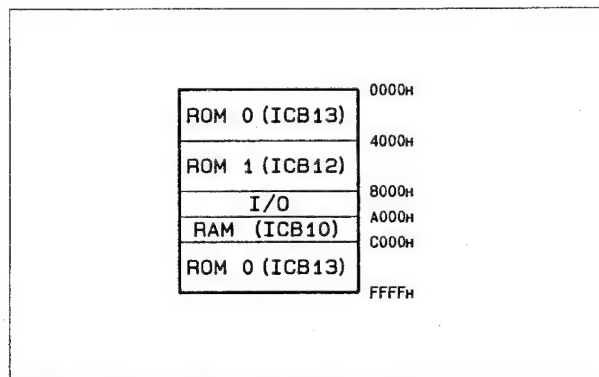 0000H
ROM 0 (ICB13)
4000H
ROM 1 (ICB12)
8000H
I/O
A000H
RAM (ICB10)
C000H
ROM 0 (ICB13)
FFFFH